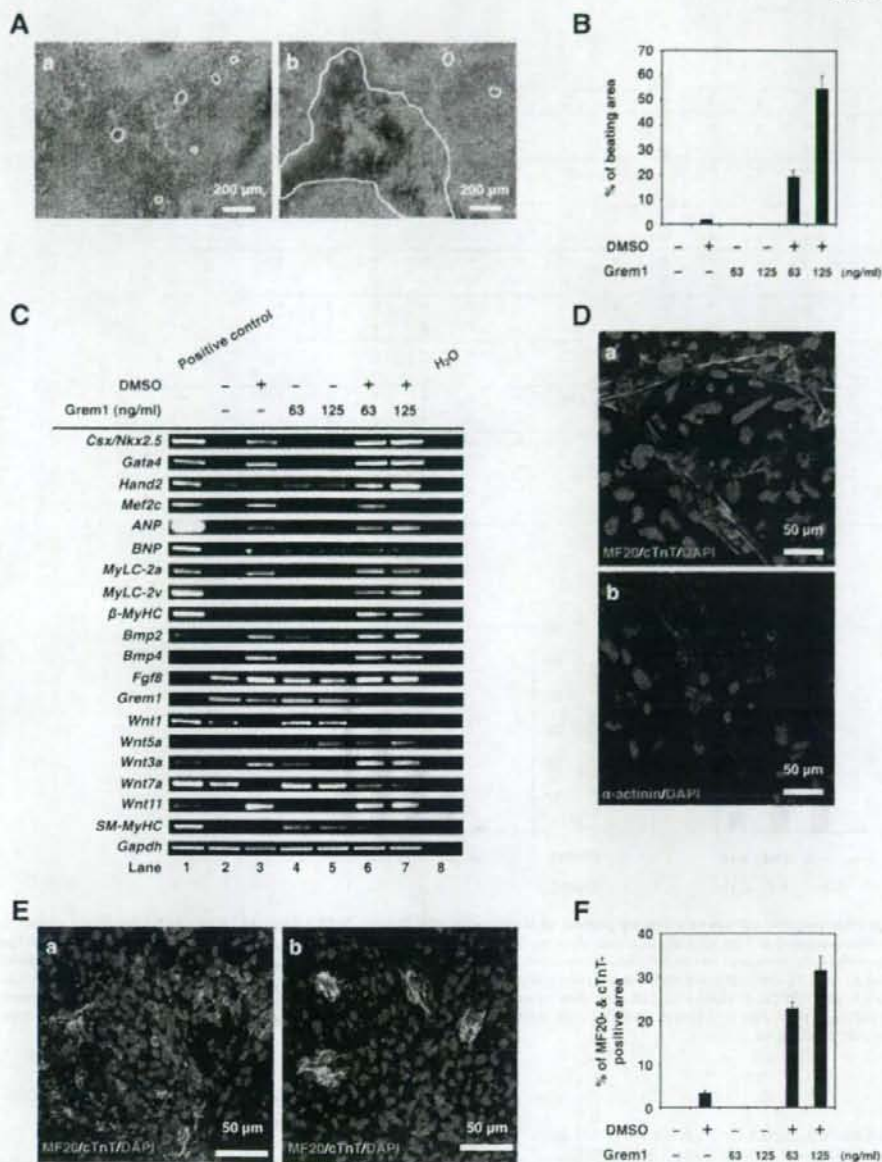 A
a
b
200 µm
200 µm
B
% of beating area
70
60
50
40
30
20
10
0
DMSO − + − − + +
Grem1 − − 63 125 63 125 (ng/ml)
C
Positive control
H₂O
DMSO − + − − + +
Grem1 (ng/ml) − − 63 125 63 125
Csx/Nkx2.5
Gata4
Hand2
Mef2c
ANP
BNP
MyLC-2a
MyLC-2v
β-MyHC
Bmp2
Bmp4
Fgf8
Grem1
Wnt1
Wnt5a
Wnt3a
Wnt7a
Wnt11
SM-MyHC
Gapdh
Lane 1 2 3 4 5 6 7 8
D
a
50 µm
MF20/cTnT/DAPI
b
50 µm
α-actinin/DAPI
E
a
b
50 µm
50 µm
MF20/cTnT/DAPI
MF20/cTnT/DAPI
F
% of MF20- & cTnT-
positive area
40
30
20
10
0
DMSO − + − − + +
Grem1 − − 63 125 63 125 (ng/ml)